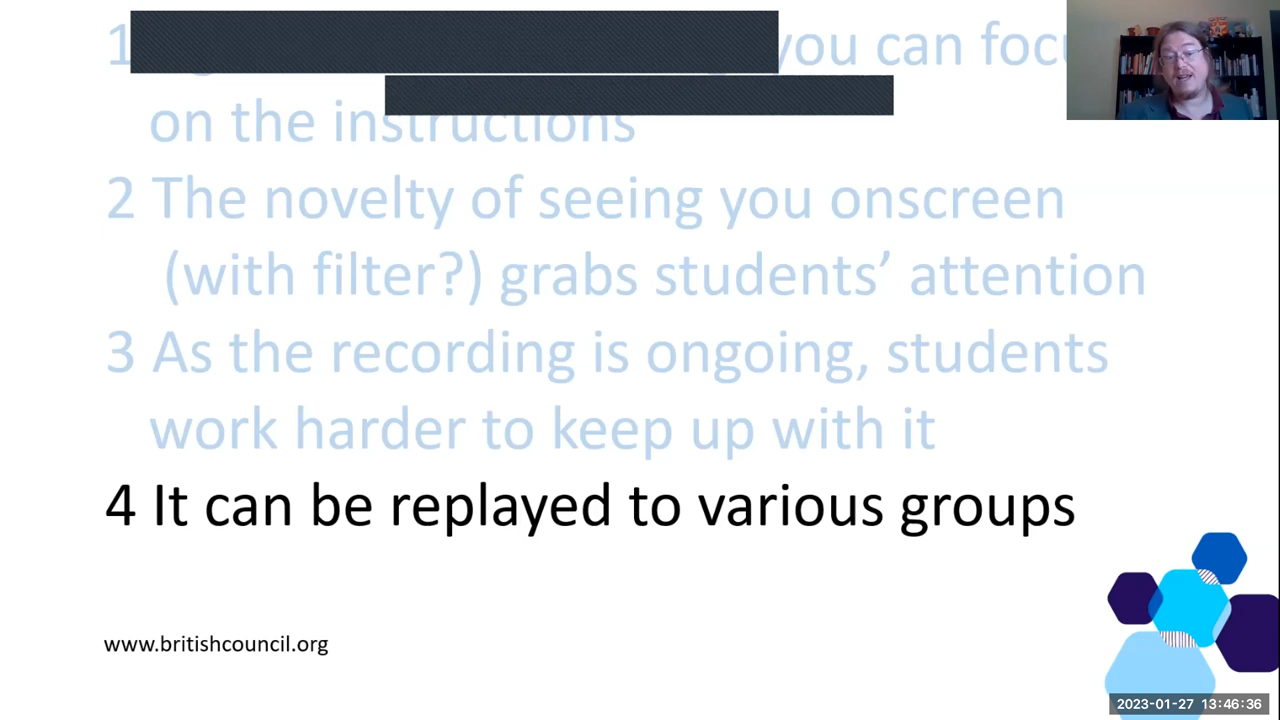 1 you can
on the instructions
2 The novelty of seeing you onscreen
(with filter?) grabs students’ attention
3 As the recording is ongoing, students
work harder to keep up with it
4 It can be replayed to various groups
www.britishcouncil.org
2023-01-27 13:46:36